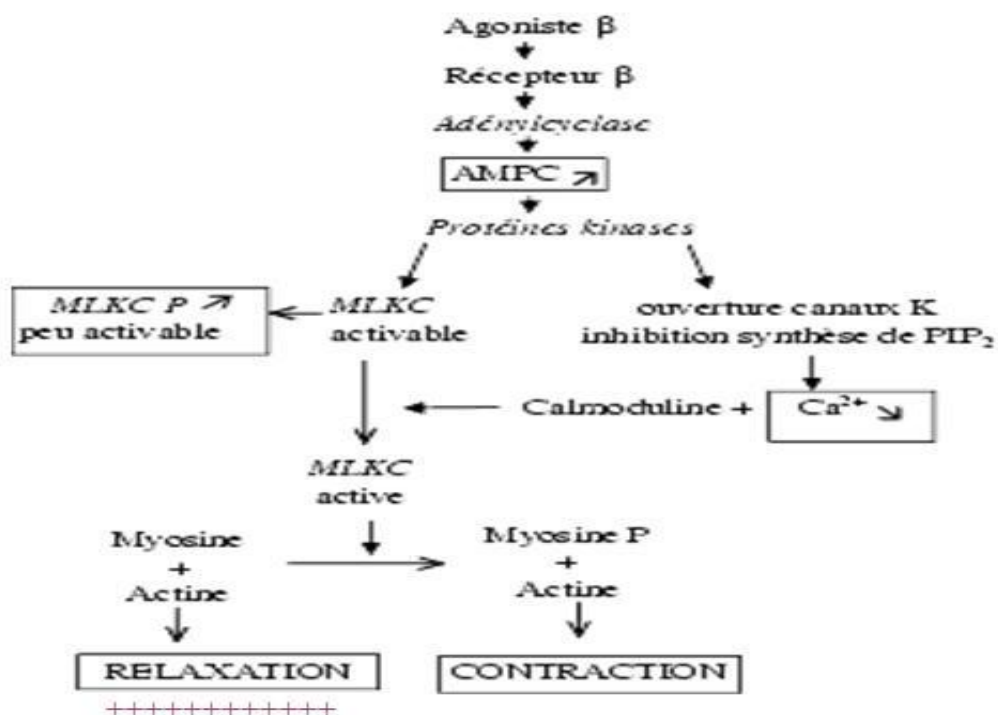 Agoniste β
Récepteur β
Adénylcyclase
AMPC ↗
Protéines kinases
MLKC P ↗
peu activable
MLKC
activable
ouverture canaux K
inhibition synthèse de PIP₂
Calmoduline +
Ca²⁺ ↘
MLKC
active
Myosine
+
Actine
Myosine P
+
Actine
RELAXATION
CONTRACTION
++++++++++++